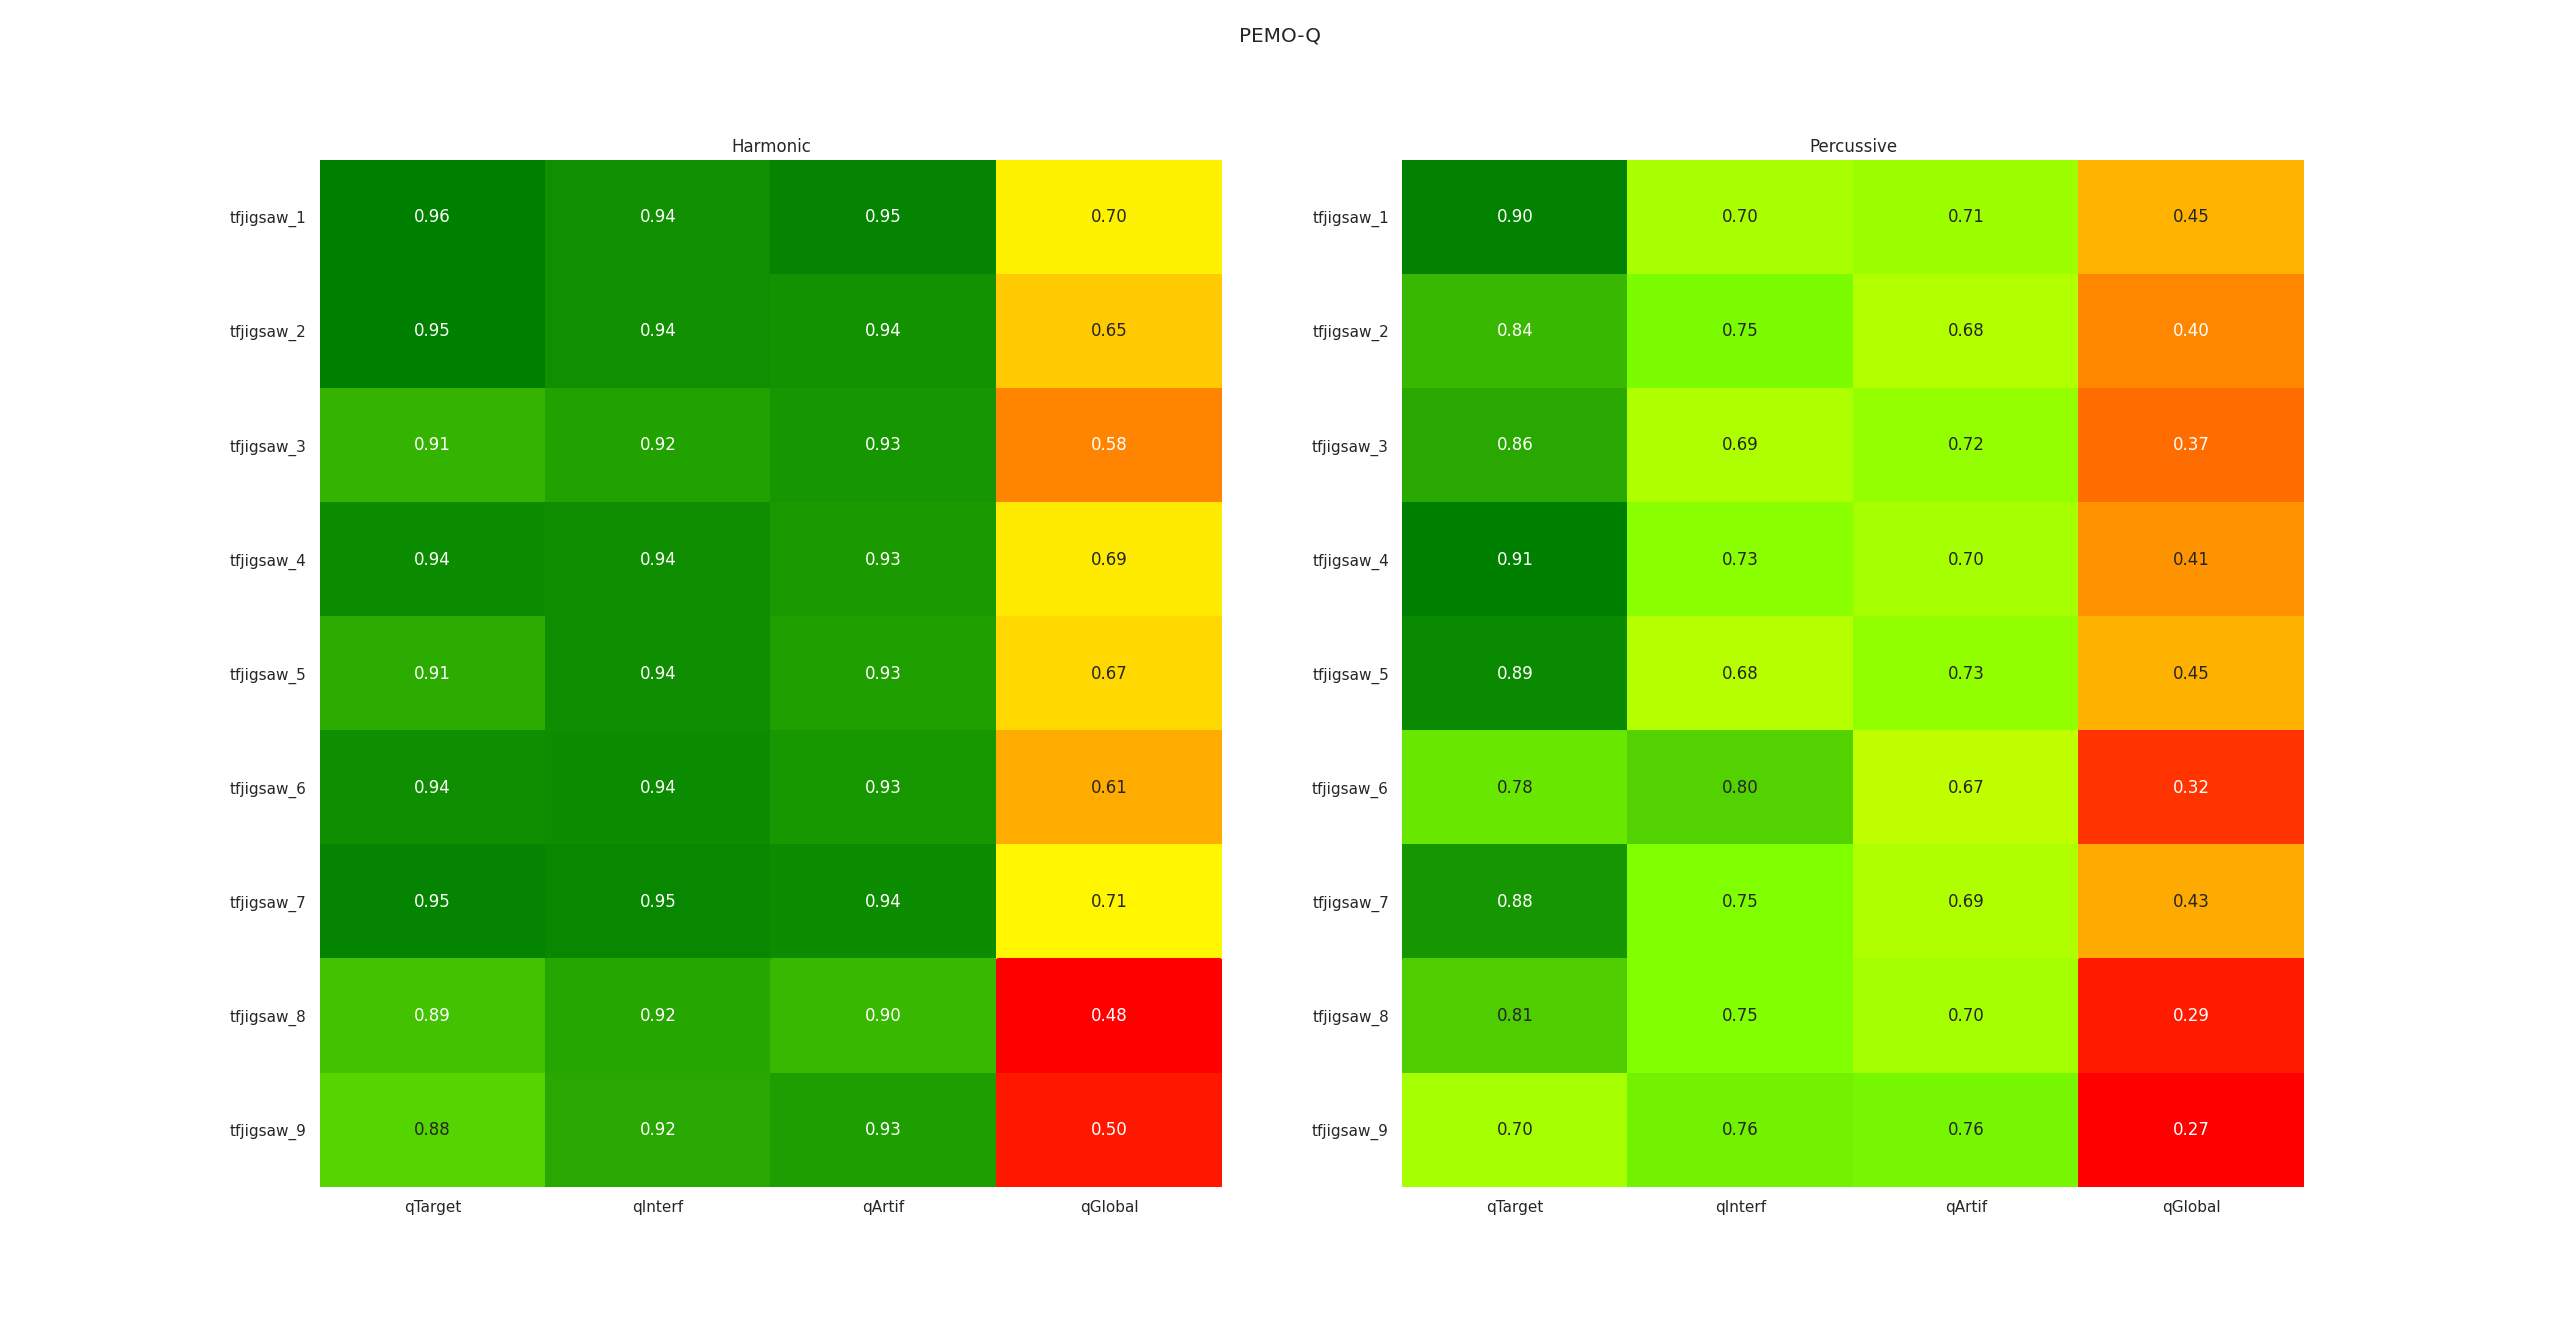 PEMO-Q
Harmonic
tfjigsaw_1 0.96 0.94 0.95 0.70
tfjigsaw_2 0.95 0.94 0.94 0.65
tfjigsaw_3 0.91 0.92 0.93 0.58
tfjigsaw_4 0.94 0.94 0.93 0.69
tfjigsaw_5 0.91 0.94 0.93 0.67
tfjigsaw_6 0.94 0.94 0.93 0.61
tfjigsaw_7 0.95 0.95 0.94 0.71
tfjigsaw_8 0.89 0.92 0.90 0.48
tfjigsaw_9 0.88 0.92 0.93 0.50
qTarget qInterf qArtif qGlobal
Percussive
tfjigsaw_1 0.90 0.70 0.71 0.45
tfjigsaw_2 0.84 0.75 0.68 0.40
tfjigsaw_3 0.86 0.69 0.72 0.37
tfjigsaw_4 0.91 0.73 0.70 0.41
tfjigsaw_5 0.89 0.68 0.73 0.45
tfjigsaw_6 0.78 0.80 0.67 0.32
tfjigsaw_7 0.88 0.75 0.69 0.43
tfjigsaw_8 0.81 0.75 0.70 0.29
tfjigsaw_9 0.70 0.76 0.76 0.27
qTarget qInterf qArtif qGlobal